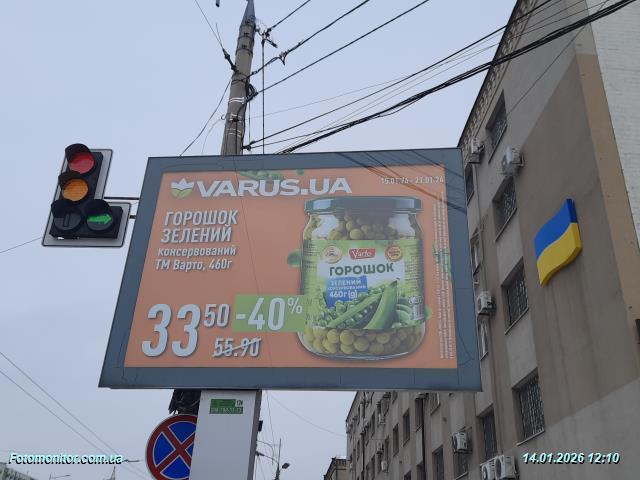 VARUS.UA
15.01.26 - 21.01.26
ГОРОШОК
ЗЕЛЕНИЙ
консервований
ТМ Варто, 460г
Varto
ГОРОШОК
ЗЕЛЕНИЙ
КОНСЕРВОВАНИЙ
460г
33 50 -40%
55.90
Fotomonitor.com.ua
14.01.2026 12:10